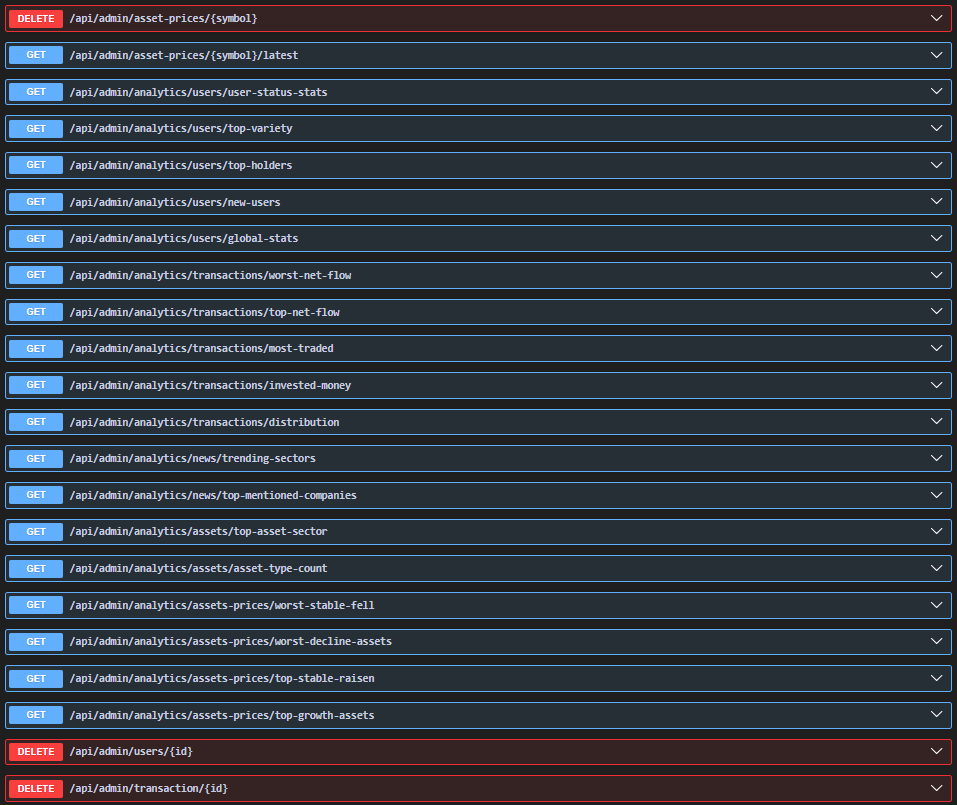 DELETE /api/admin/asset-prices/{symbol}
GET /api/admin/asset-prices/{symbol}/latest
GET /api/admin/analytics/users/user-status-stats
GET /api/admin/analytics/users/top-variety
GET /api/admin/analytics/users/top-holders
GET /api/admin/analytics/users/new-users
GET /api/admin/analytics/users/global-stats
GET /api/admin/analytics/transactions/worst-net-flow
GET /api/admin/analytics/transactions/top-net-flow
GET /api/admin/analytics/transactions/most-traded
GET /api/admin/analytics/transactions/invested-money
GET /api/admin/analytics/transactions/distribution
GET /api/admin/analytics/news/trending-sectors
GET /api/admin/analytics/news/top-mentioned-companies
GET /api/admin/analytics/assets/top-asset-sector
GET /api/admin/analytics/assets/asset-type-count
GET /api/admin/analytics/assets-prices/worst-stable-fell
GET /api/admin/analytics/assets-prices/worst-decline-assets
GET /api/admin/analytics/assets-prices/top-stable-raisen
GET /api/admin/analytics/assets-prices/top-growth-assets
DELETE /api/admin/users/{id}
DELETE /api/admin/transaction/{id}